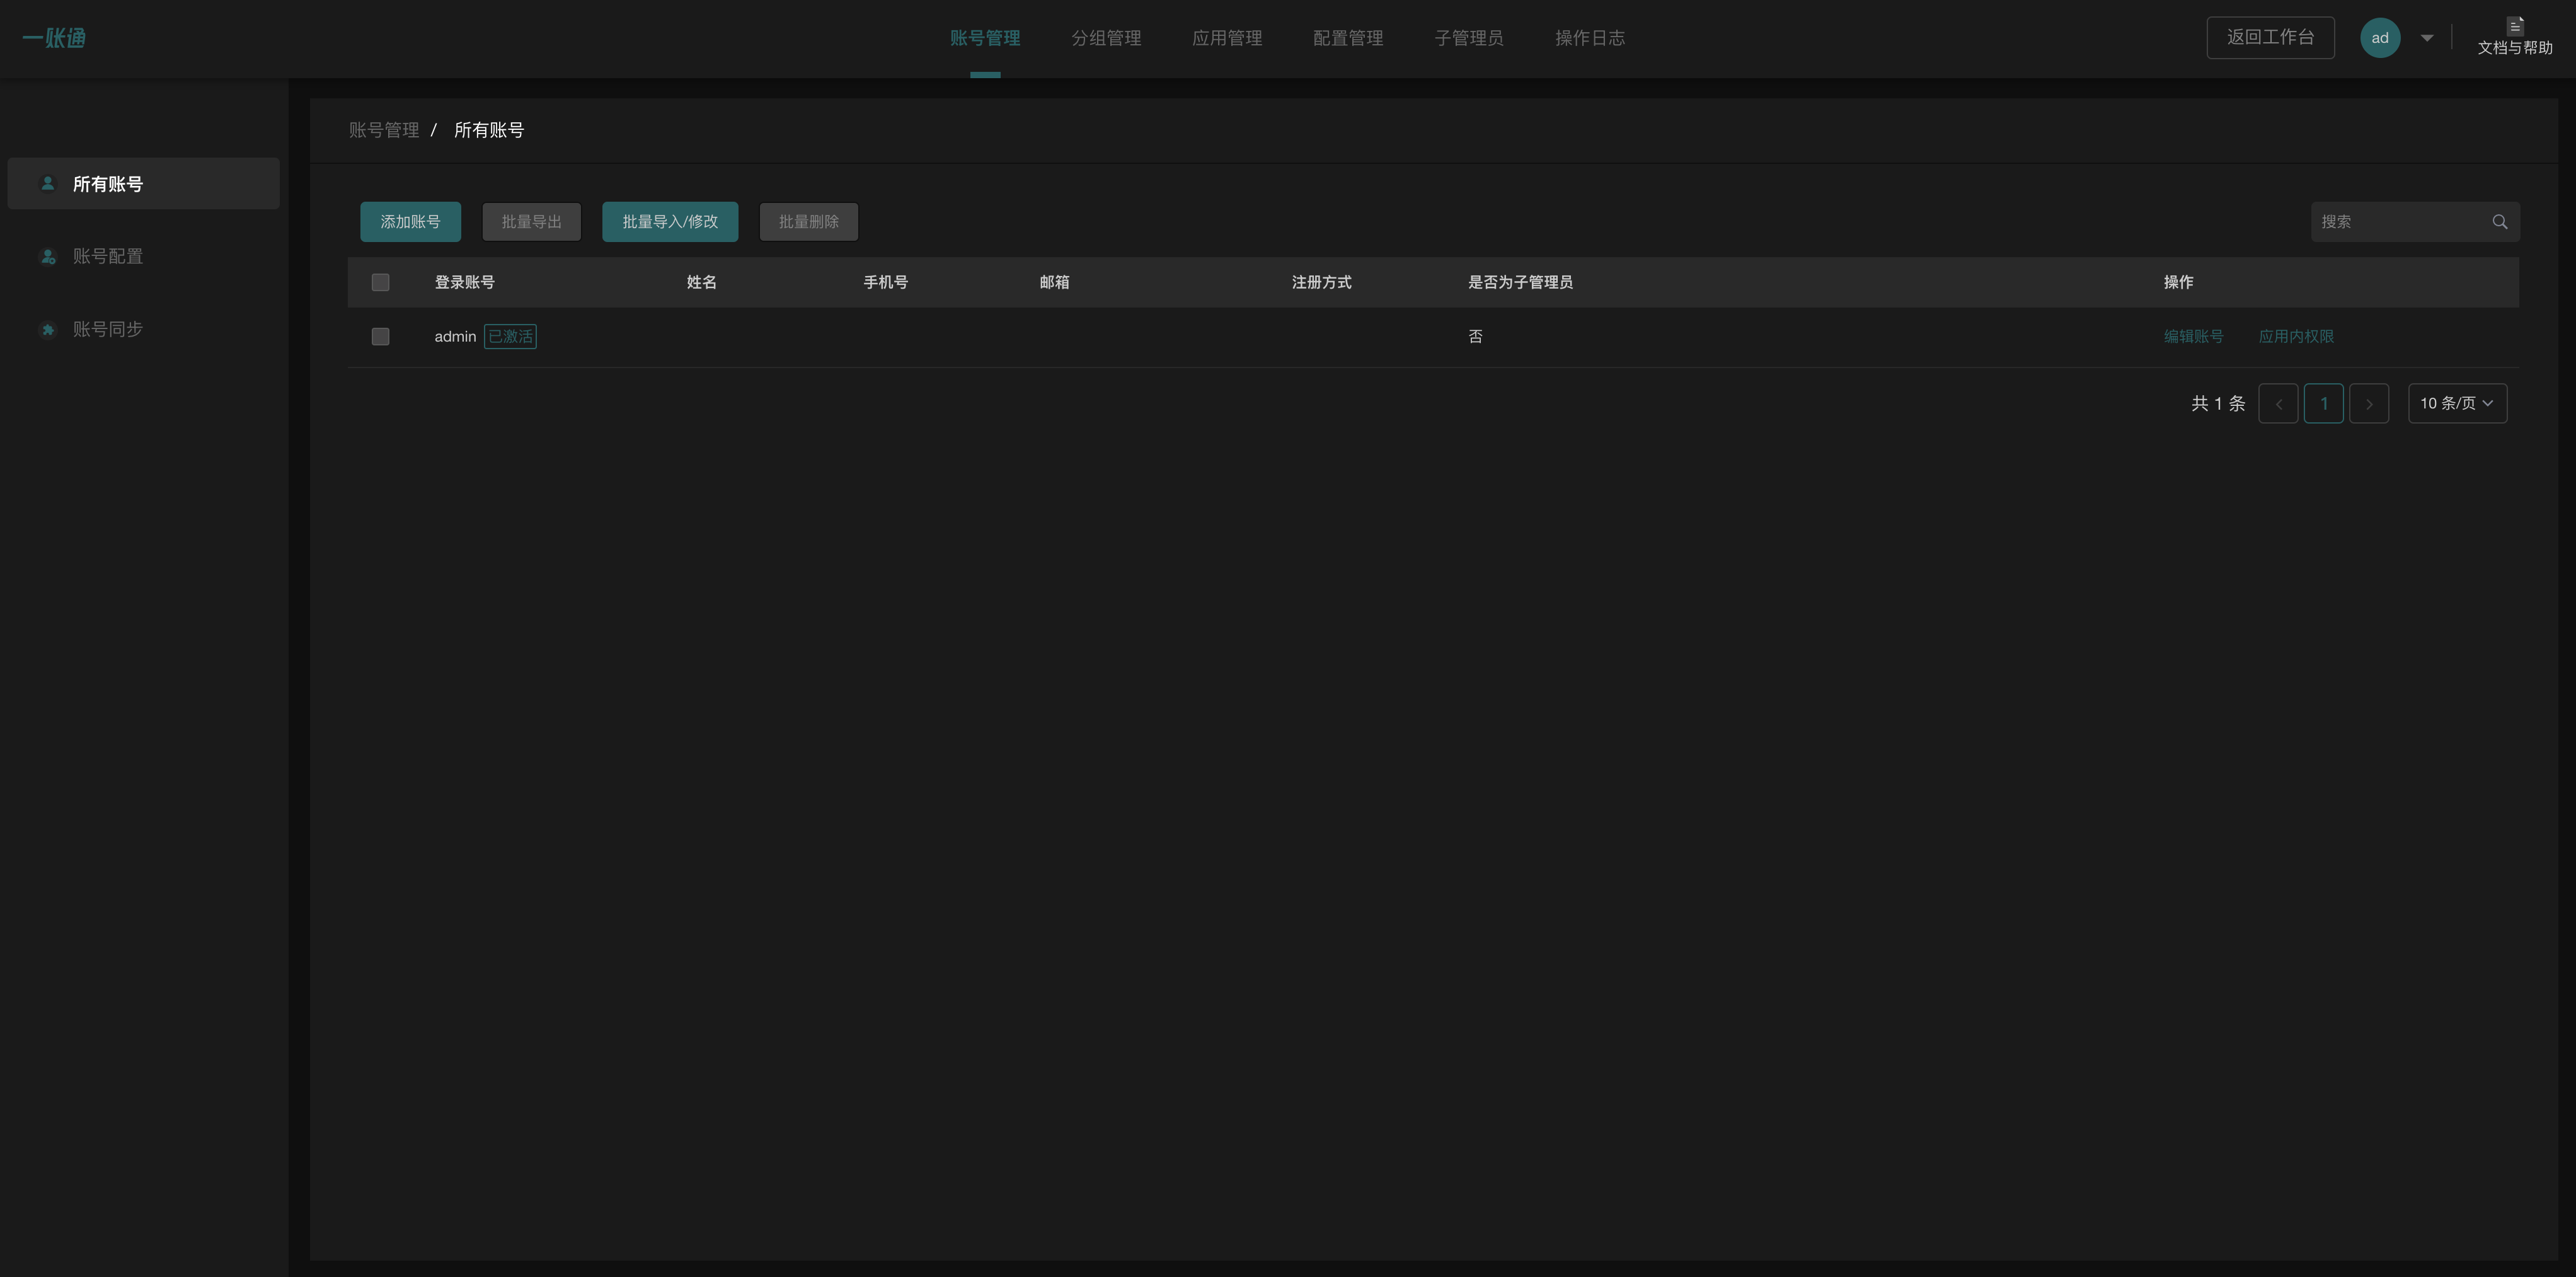 一账通
账号管理 分组管理 应用管理 配置管理 子管理员 操作日志
返回工作台 ad 文档与帮助
所有账号
账号配置
账号同步
账号管理 / 所有账号
添加账号 批量导出 批量导入/修改 批量删除 搜索
登录账号 姓名 手机号 邮箱 注册方式 是否为子管理员 操作
admin 已激活 否 编辑账号 应用内权限
共 1 条 1 10 条/页